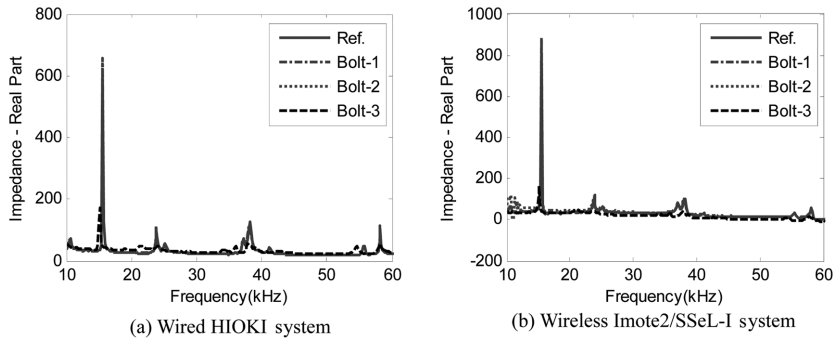 800
600
400
200
0
Impedance - Real Part
Ref.
Bolt-1
Bolt-2
Bolt-3
10 20 30 40 50 60
Frequency(kHz)
(a) Wired HIOKI system
1000
800
600
400
200
0
-200
Impedance - Real Part
Ref.
Bolt-1
Bolt-2
Bolt-3
10 20 30 40 50 60
Frequency(kHz)
(b) Wireless Imote2/SSeL-I system